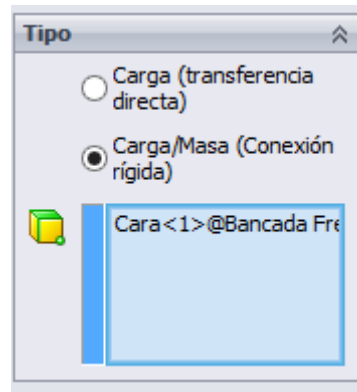 Tipo
Carga (transferencia
directa)
Carga/Masa (Conexión
rígida)
Cara<1>@Bancada Fre